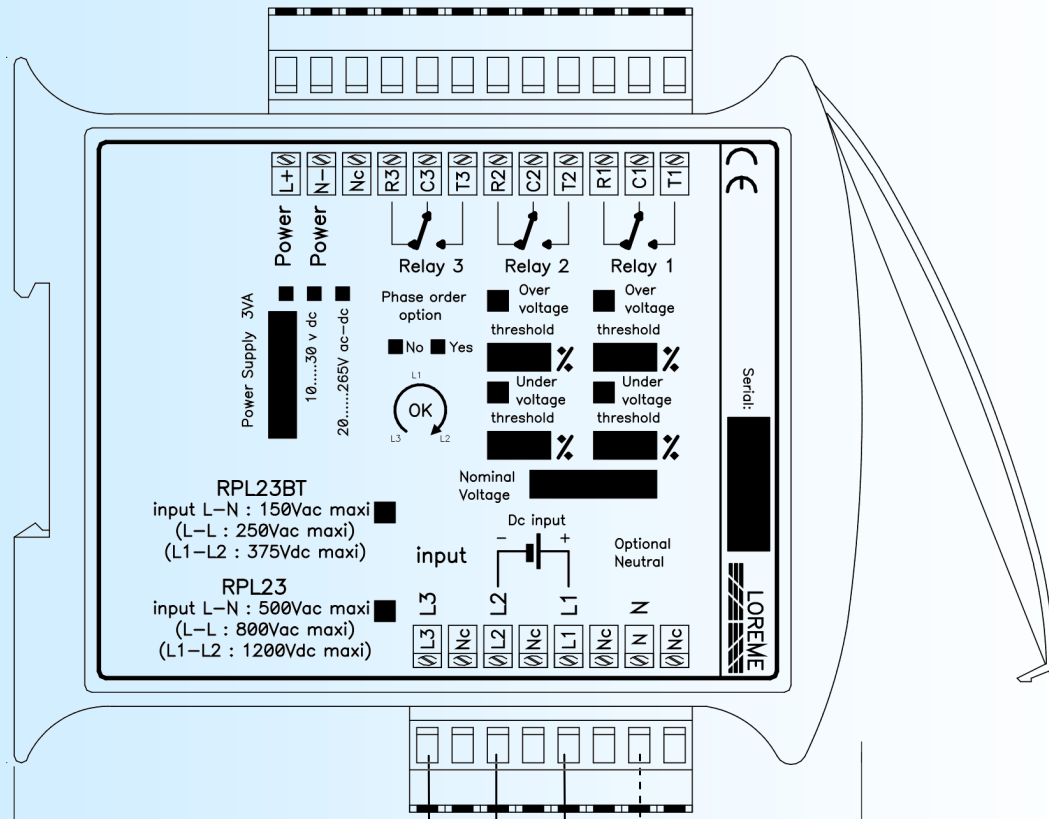 L+ N- Nc R3 C3 T3 R2 C2 T2 R1 C1 T1
CE
Power Power
Relay 3 Relay 2 Relay 1
Power Supply 3VA
10.....30 v dc
20......265V ac-dc
Phase order
option
No Yes
L1
OK
L3 L2
Over
voltage
threshold
%
Under
voltage
threshold
%
Over
voltage
threshold
%
Under
voltage
threshold
%
Nominal
Voltage
Serial:
RPL23BT
input L-N : 150Vac maxi
(L-L : 250Vac maxi)
(L1-L2 : 375Vdc maxi)
RPL23
input L-N : 500Vac maxi
(L-L : 800Vac maxi)
(L1-L2 : 1200Vdc maxi)
Dc input
- +
input
Optional
Neutral
L3 L2 L1 N
L3 Nc L2 Nc L1 Nc N Nc
LOREME